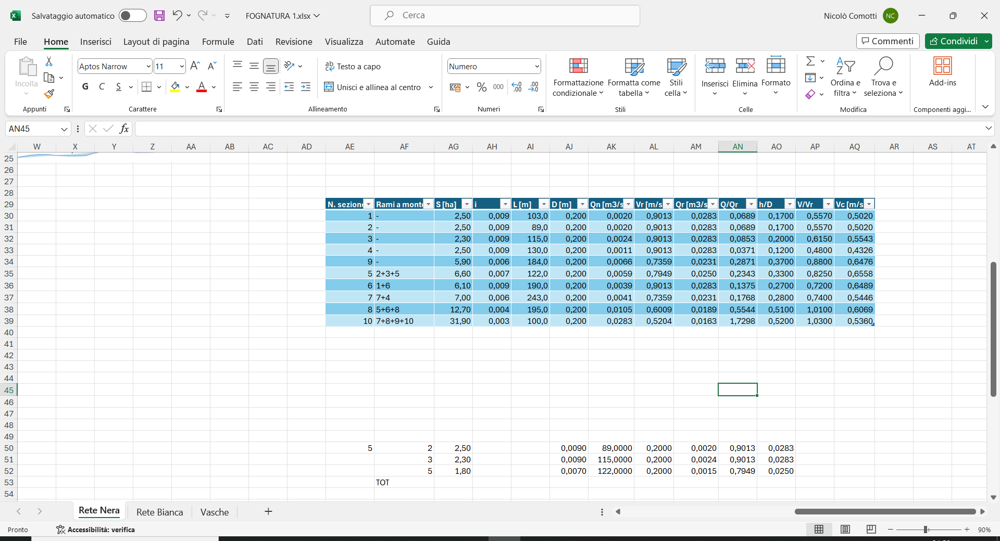 Salvataggio automatico FOGNATURA 1.xlsx Cerca Nicolò Comotti NC
File Home Inserisci Layout di pagina Formule Dati Revisione Visualizza Automate Guida Commenti Condividi
Aptos Narrow 11 Testo a capo Numero
Incolla G C S Unisci e allinea al centro % 000
Formattazione condizionale Formatta come tabella Stili cella Inserisci Elimina Formato Ordina e filtra Trova e seleziona Add-ins
Appunti Carattere Allineamento Numeri Stili Celle Modifica Componenti aggi...
AN45 fx
W X Y Z AA AB AC AD AE AF AG AH AI AJ AK AL AM AN AO AP AQ AR AS AT
25
26
27
28
29 N. sezione Rami a monte S [ha] i L [m] D [m] Qn [m3/s Vr [m/s Qr [m3/s Q/Qr h/D V/Vr Vc [m/s
30 1 - 2,50 0,009 103,0 0,200 0,0020 0,9013 0,0283 0,0689 0,1700 0,5570 0,5020
31 2 - 2,50 0,009 89,0 0,200 0,0020 0,9013 0,0283 0,0689 0,1700 0,5570 0,5020
32 3 - 2,30 0,009 115,0 0,200 0,0024 0,9013 0,0283 0,0853 0,2000 0,6150 0,5543
33 4 - 2,50 0,009 130,0 0,200 0,0011 0,9013 0,0283 0,0371 0,1200 0,4800 0,4326
34 9 - 5,90 0,006 184,0 0,200 0,0066 0,7359 0,0231 0,2871 0,3700 0,8800 0,6476
35 5 2+3+5 6,60 0,007 122,0 0,200 0,0059 0,7949 0,0250 0,2343 0,3300 0,8250 0,6558
36 6 1+6 6,10 0,009 190,0 0,200 0,0039 0,9013 0,0283 0,1375 0,2700 0,7200 0,6489
37 7 7+4 7,00 0,006 243,0 0,200 0,0041 0,7359 0,0231 0,1768 0,2800 0,7400 0,5446
38 8 5+6+8 12,70 0,004 195,0 0,200 0,0105 0,6009 0,0189 0,5544 0,5100 1,0100 0,6069
39 10 7+8+9+10 31,90 0,003 100,0 0,200 0,0283 0,5204 0,0163 1,7298 0,5200 1,0300 0,5360
40
41
42
43
44
45
46
47
48
49
50 5 2 2,50 0,0090 89,0000 0,2000 0,0020 0,9013 0,0283
51 3 2,30 0,0090 115,0000 0,2000 0,0024 0,9013 0,0283
52 5 1,80 0,0070 122,0000 0,2000 0,0015 0,7949 0,0250
53 TOT
54
Rete Nera Rete Bianca Vasche
Pronto Accessibilità: verifica 90%